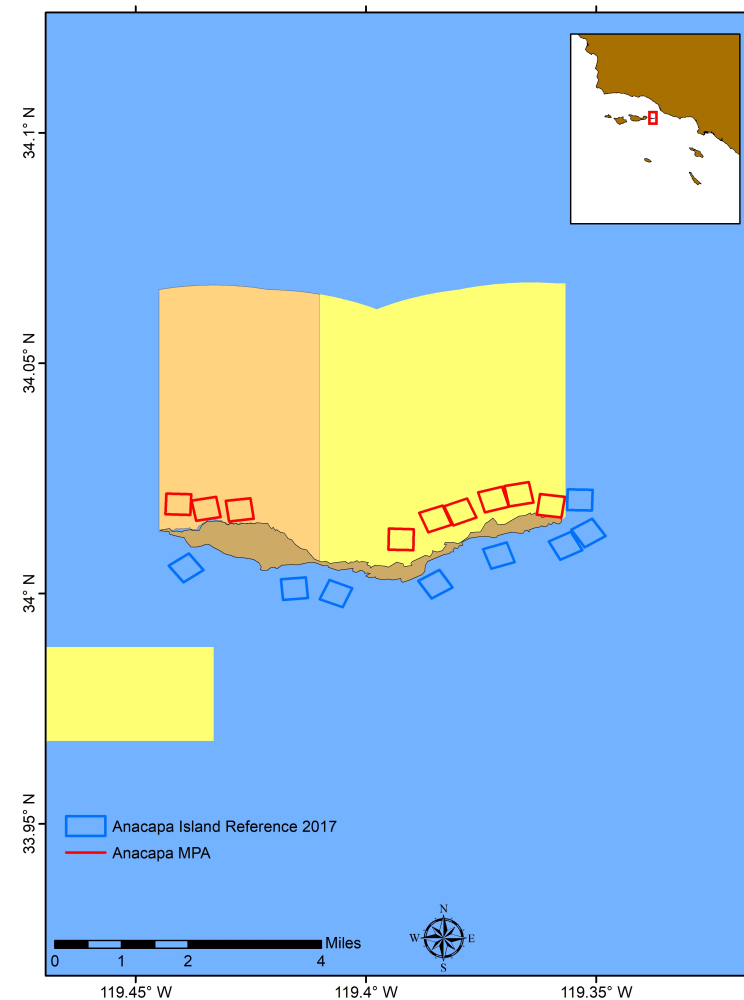 34.1° N
34.05° N
34° N
33.95° N
Anacapa Island Reference 2017
Anacapa MPA
N
W E
S
Miles
0 1 2 4
119.45° W 119.4° W 119.35° W